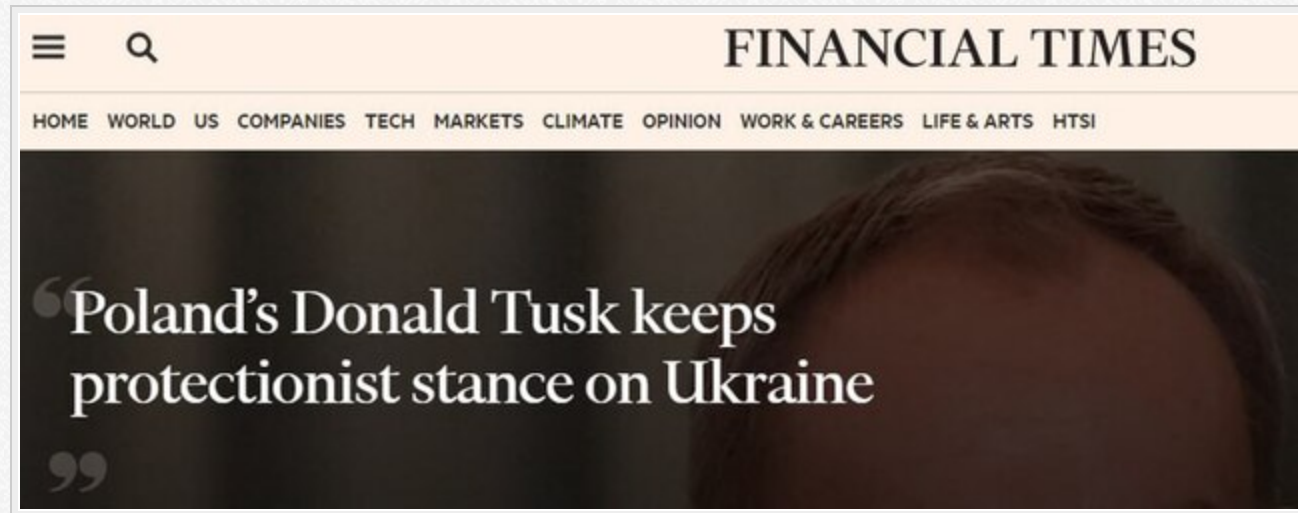 FINANCIAL TIMES
HOME WORLD US COMPANIES TECH MARKETS CLIMATE OPINION WORK & CAREERS LIFE & ARTS HTSI
“Poland’s Donald Tusk keeps
protectionist stance on Ukraine
”